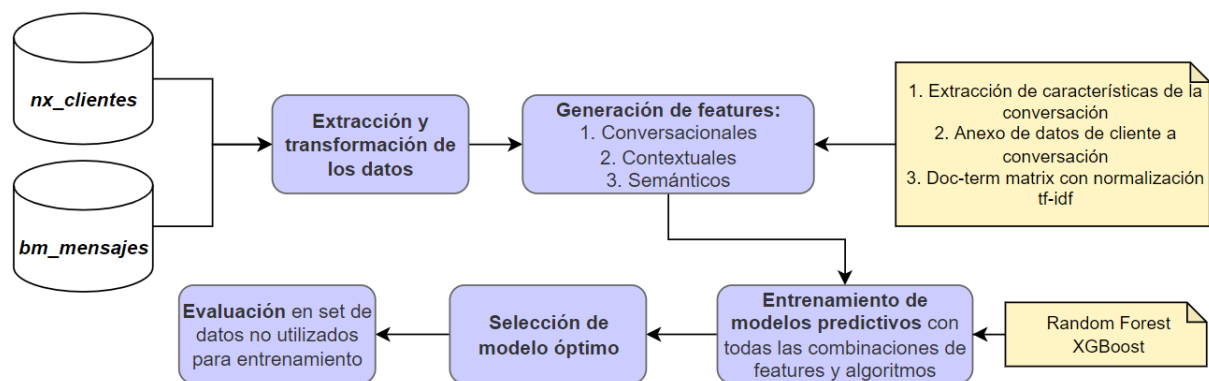 nx_clientes
bm_mensajes
Extracción y
transformación de
los datos
Generación de features:
1. Conversacionales
2. Contextuales
3. Semánticos
1. Extracción de características de la
conversación
2. Anexo de datos de cliente a
conversación
3. Doc-term matrix con normalización
tf-idf
Evaluación en set de
datos no utilizados
para entrenamiento
Selección de
modelo óptimo
Entrenamiento de
modelos predictivos con
todas las combinaciones de
features y algoritmos
Random Forest
XGBoost